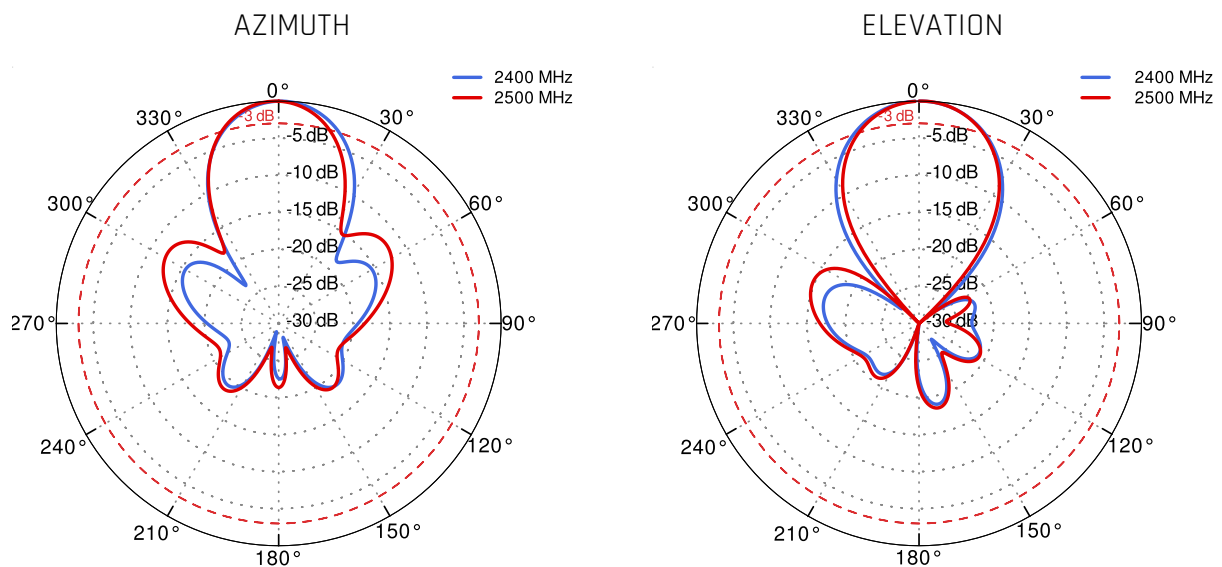 AZIMUTH
2400 MHz
2500 MHz
0°
330°
30°
-3 dB
-5 dB
-10 dB
300°
60°
-15 dB
-20 dB
-25 dB
270°
-30 dB
90°
240°
120°
210°
150°
180°
ELEVATION
2400 MHz
2500 MHz
0°
330°
30°
-3 dB
-5 dB
-10 dB
300°
60°
-15 dB
-20 dB
-25 dB
270°
-30 dB
90°
240°
120°
210°
150°
180°